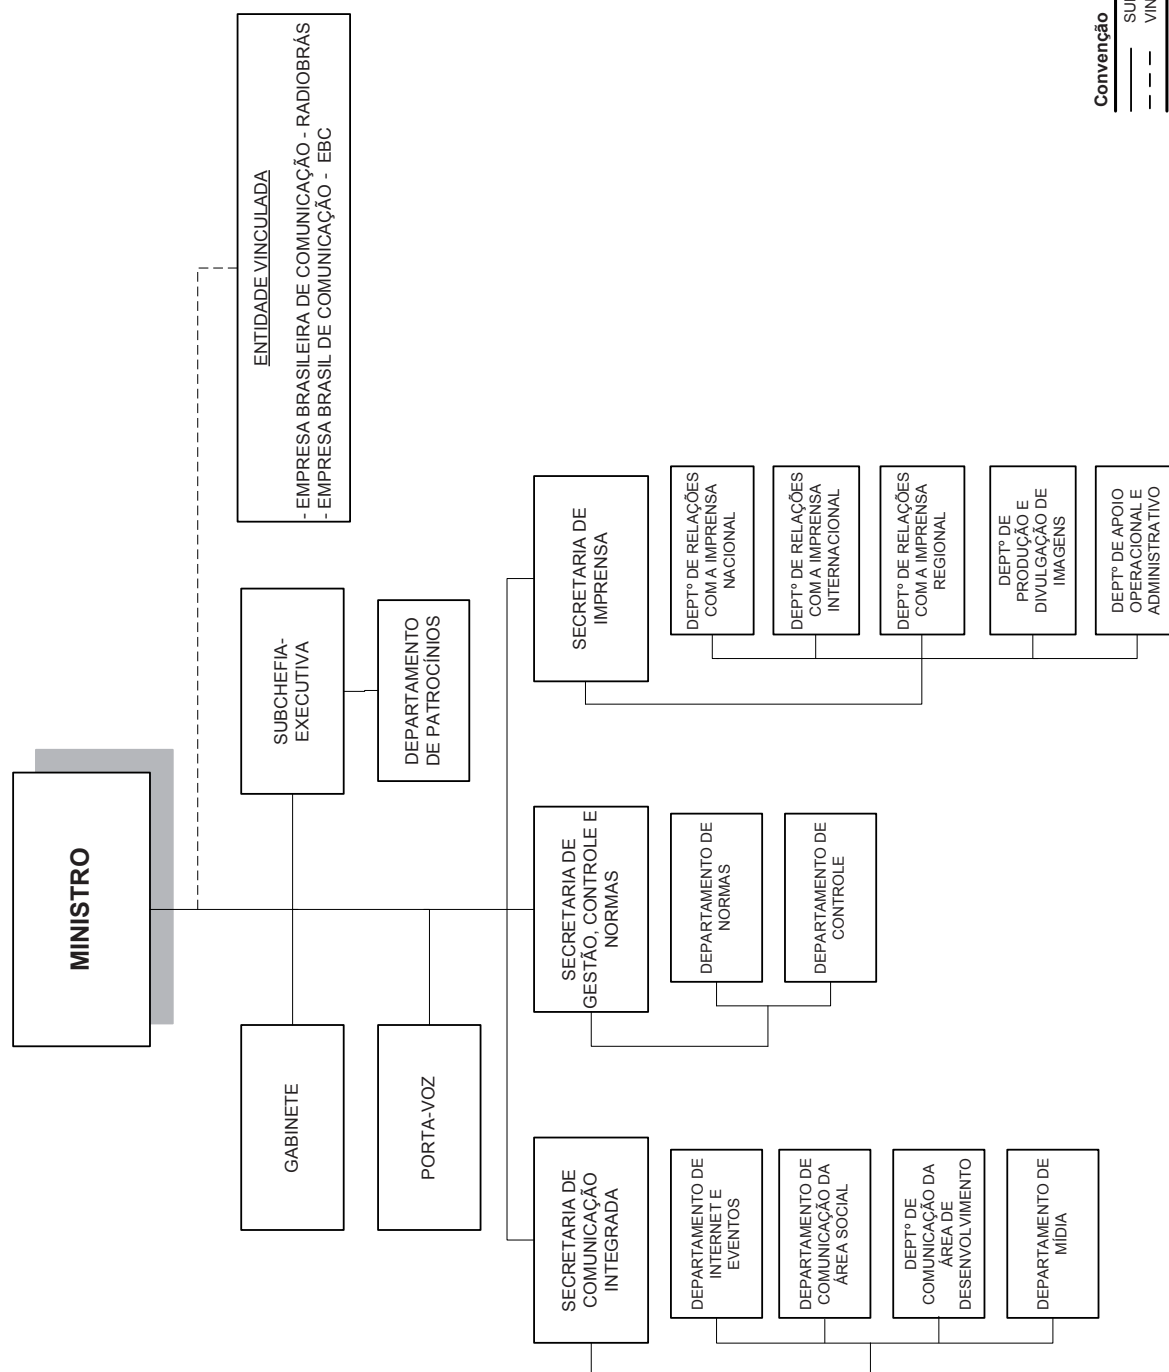 MINISTRO
ENTIDADE VINCULADA
- EMPRESA BRASILEIRA DE COMUNICAÇÃO - RADIOBRÁS
- EMPRESA BRASIL DE COMUNICAÇÃO - EBC
GABINETE
SUBCHEFIA-
EXECUTIVA
PORTA-VOZ
DEPARTAMENTO
DE PATROCÍNIOS
SECRETARIA DE
COMUNICAÇÃO
INTEGRADA
SECRETARIA DE
GESTÃO, CONTROLE E
NORMAS
SECRETARIA DE
IMPRENSA
DEPARTAMENTO DE
INTERNET E
EVENTOS
DEPARTAMENTO DE
COMUNICAÇÃO DA
ÁREA SOCIAL
DEPTº DE
COMUNICAÇÃO DA
ÁREA DE
DESENVOLVIMENTO
DEPARTAMENTO DE
MÍDIA
DEPARTAMENTO DE
NORMAS
DEPARTAMENTO DE
CONTROLE
DEPTº DE RELAÇÕES
COM A IMPRENSA
NACIONAL
DEPTº DE RELAÇÕES
COM A IMPRENSA
INTERNACIONAL
DEPTº DE RELAÇÕES
COM A IMPRENSA
REGIONAL
DEPTº DE
PRODUÇÃO E
DIVULGAÇÃO DE
IMAGENS
DEPTº DE APOIO
OPERACIONAL E
ADMINISTRATIVO
Convenção